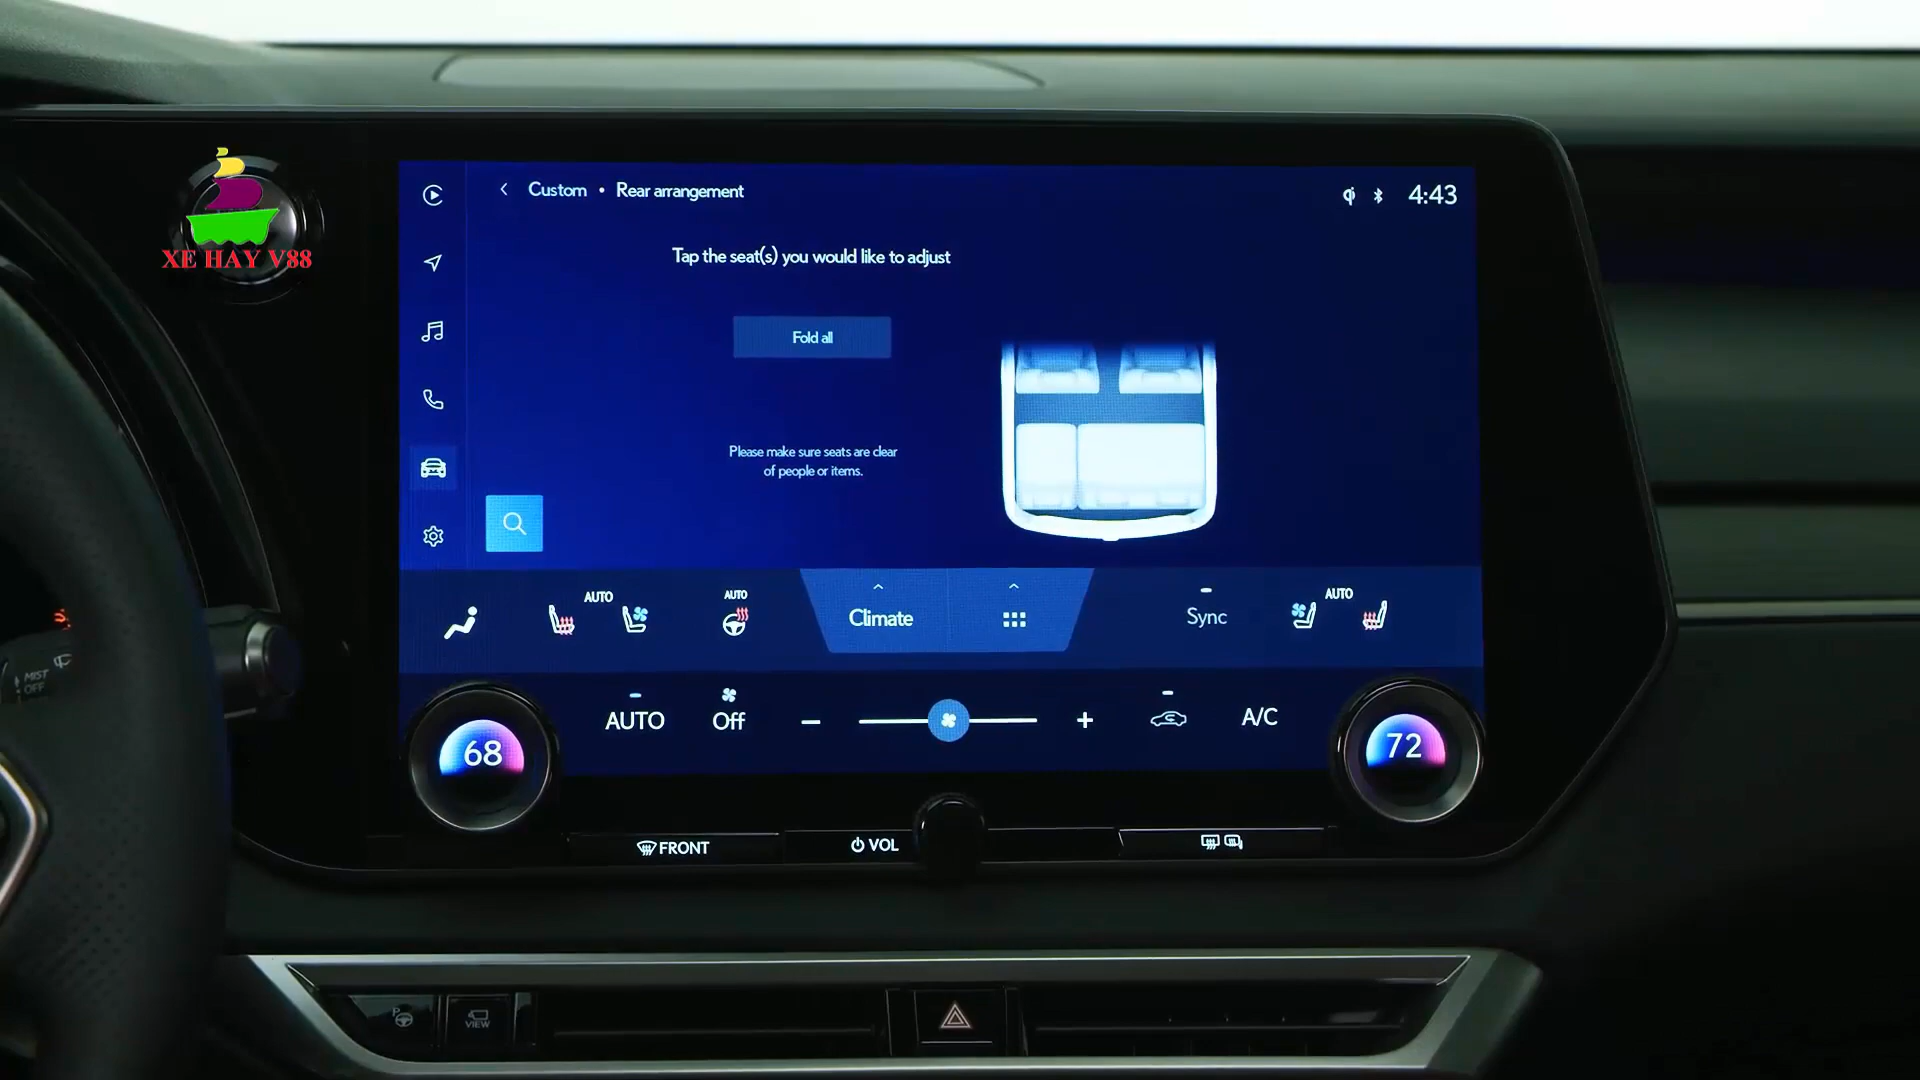 Custom • Rear arrangement
4:43
XE HAY V88
Tap the seat(s) you would like to adjust
Fold all
Please make sure seats are clear
of people or items.
AUTO
AUTO
Climate
Sync
AUTO
MIST
OFF
AUTO
Off
A/C
68
72
FRONT
VOL
P
VIEW